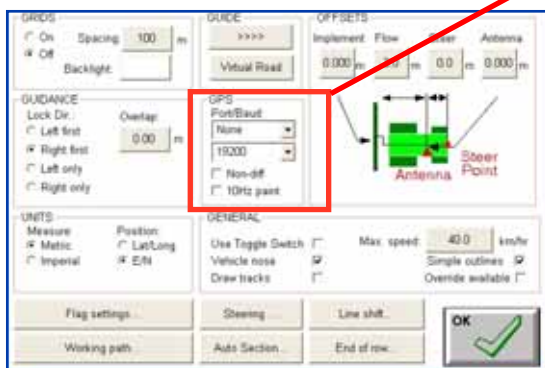 GRIDS
On Spacing 100 m
Off
Backlight
GUIDE
>>>>
Virtual Road
OFFSETS
Implement Flow Steer Antenna
0.000 m m 0.0 m 0.000 m
Antenna
Steer Point
GUIDANCE
Lock Dir.: Overlap:
Left first 0.00 m
Right first
Left only
Right only
GPS
Port/Baud:
None
19200
Non-diff
10Hz paint
UNITS
Measure Position
Metric Lat/Long
Imperial E/N
GENERAL
Use Toggle Switch Max. speed: 40.0 km/hr
Vehicle nose Simple outlines
Draw tracks Override available
Flag settings... Steering... Line shift...
Working path... Auto Section... End of row...
OK